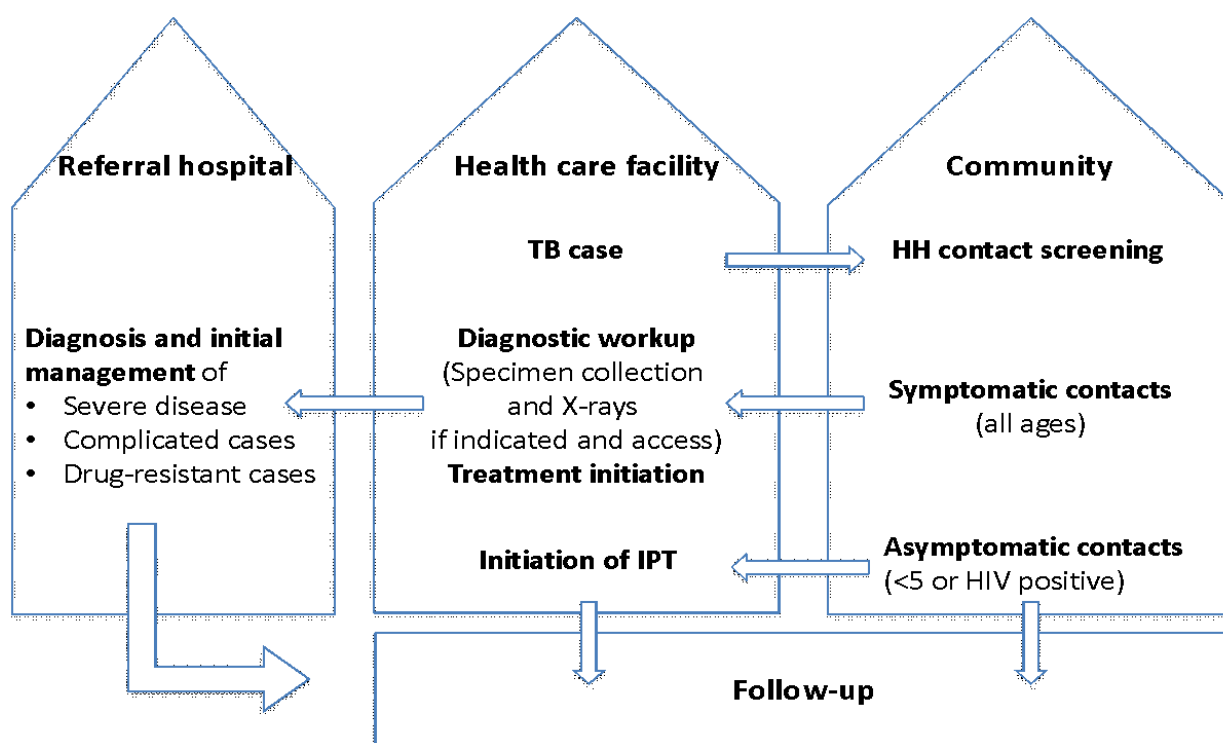 Referral hospital
Diagnosis and initial
management of
• Severe disease
• Complicated cases
• Drug-resistant cases
Health care facility
TB case
Diagnostic workup
(Specimen collection
and X-rays
if indicated and access)
Treatment initiation
Initiation of IPT
Community
HH contact screening
Symptomatic contacts
(all ages)
Asymptomatic contacts
(<5 or HIV positive)
Follow-up